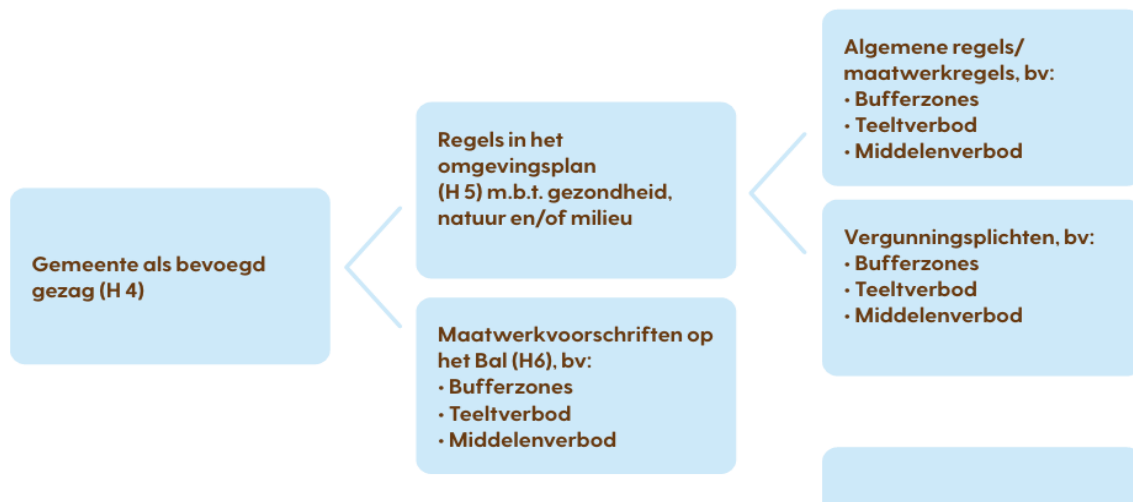 Gemeente als bevoegd
gezag (H 4)
Regels in het
omgevingsplan
(H 5) m.b.t. gezondheid,
natuur en/of milieu
Maatwerkvoorschriften op
het Bal (H6), bv:
• Bufferzones
• Teeltverbod
• Middelenverbod
Algemene regels/
maatwerkregels, bv:
• Bufferzones
• Teeltverbod
• Middelenverbod
Vergunningsplichten, bv:
• Bufferzones
• Teeltverbod
• Middelenverbod